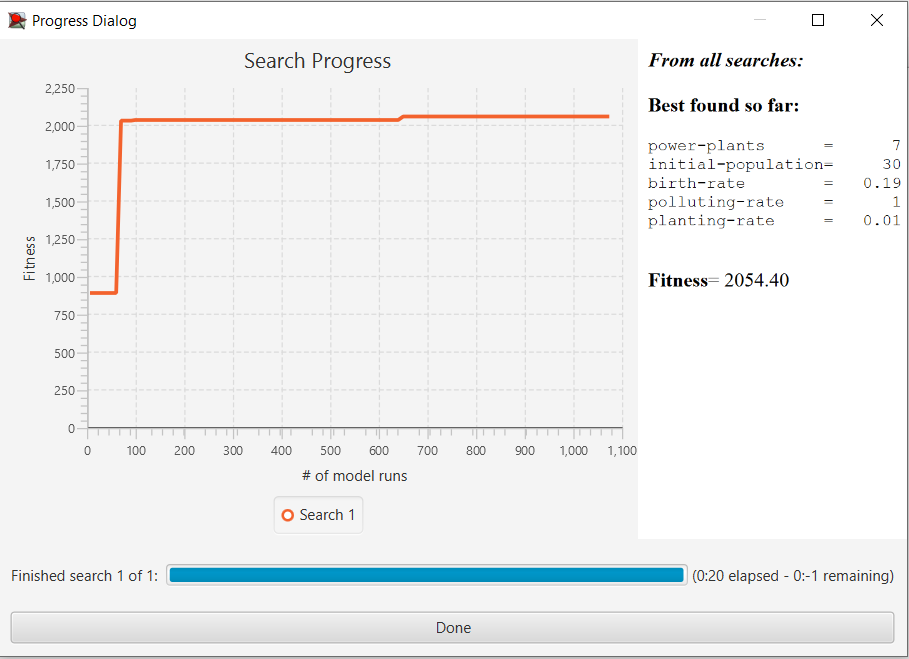 Progress Dialog
Search Progress
2,250
2,000
1,750
1,500
1,250
1,000
750
500
250
0
Fitness
0 100 200 300 400 500 600 700 800 900 1,000 1,100
# of model runs
Search 1
From all searches:
Best found so far:
power-plants = 7
initial-population= 30
birth-rate = 0.19
polluting-rate = 1
planting-rate = 0.01
Fitness= 2054.40
Finished search 1 of 1: (0:20 elapsed - 0:-1 remaining)
Done